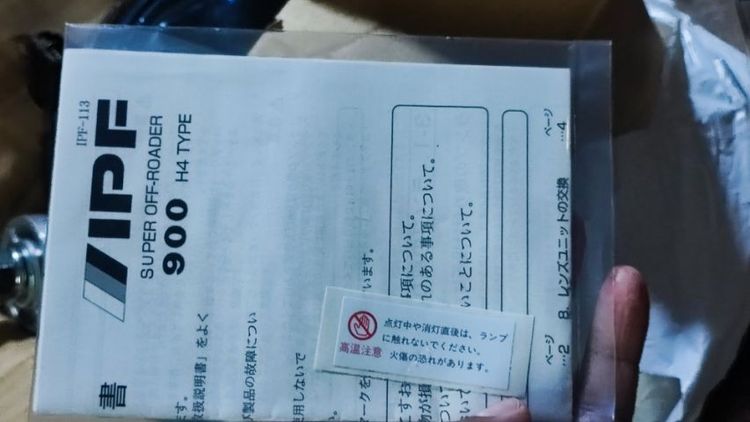 IPF-113
IPF
SUPER OFF-ROADER
900 H4 TYPE
書
取扱説明書」をよく
ます。
製品の故障につい
使用しないで
います。
マークを
項について。
れのある事項について。
いことについて。
ページ
…2
8. レンズユニットの交換
ページ
…4
高温注意
点灯中や消灯直後は、ランプ
に触れないでください。
火傷の恐れがあります。